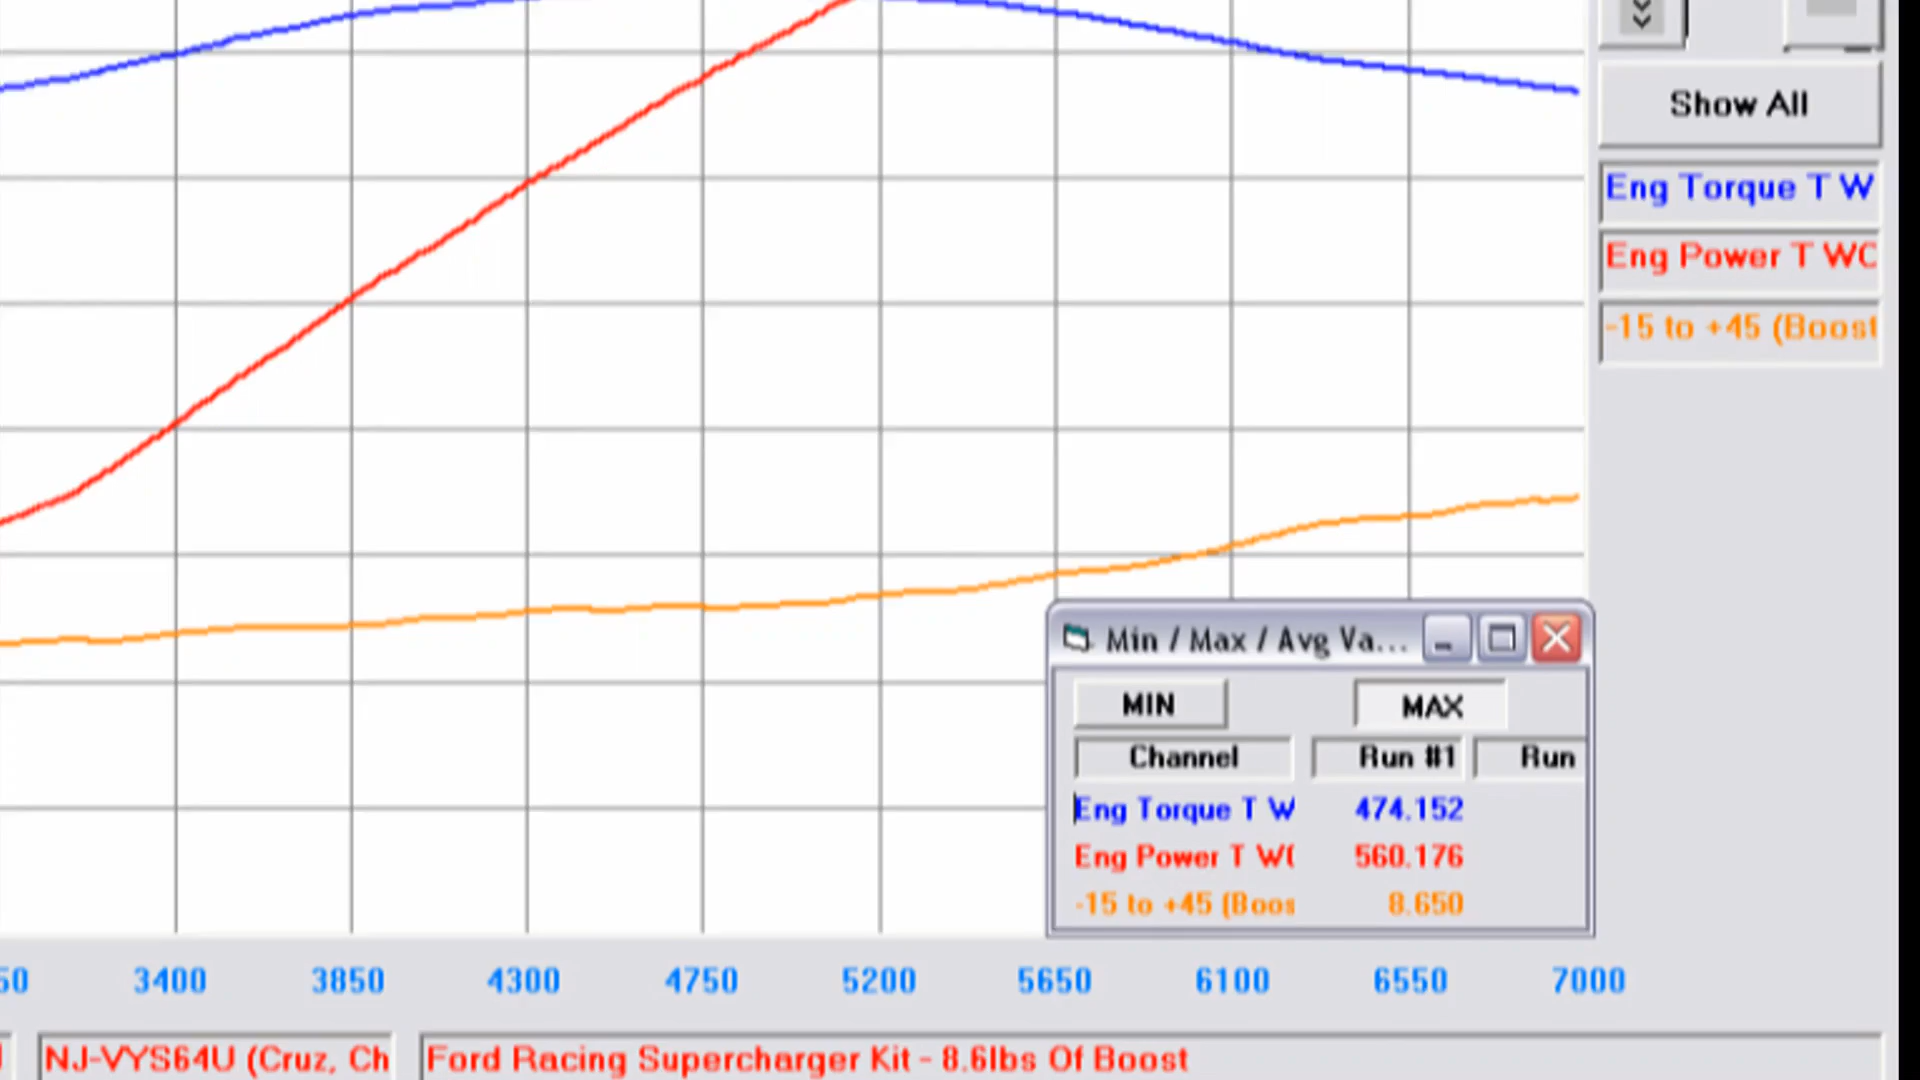 Show All
Eng Torque T W
Eng Power T WC
-15 to +45 (Boost
Min / Max / Avg Va...
MIN MAX
Channel Run #1 Run
Eng Torque T W 474.152
Eng Power T W( 560.176
-15 to +45 (Boos 8.650
50 3400 3850 4300 4750 5200 5650 6100 6550 7000
NJ-VYS64U (Cruz, Ch Ford Racing Supercharger Kit - 8.6lbs Of Boost